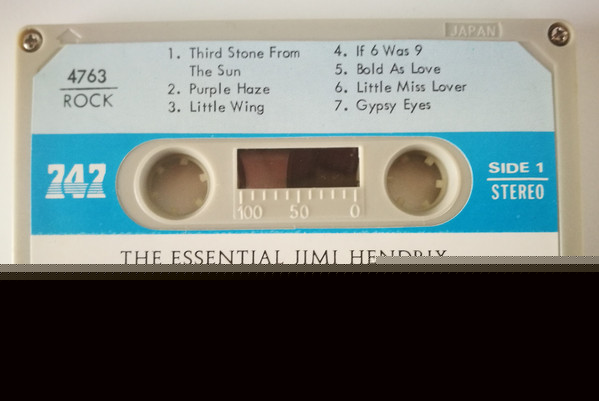 JAPAN
4763
ROCK
1. Third Stone From
The Sun
2. Purple Haze
3. Little Wing
4. If 6 Was 9
5. Bold As Love
6. Little Miss Lover
7. Gypsy Eyes
747
SIDE 1
STEREO
100 50 0
THE ESSENTIAL JIMI HENDRIX